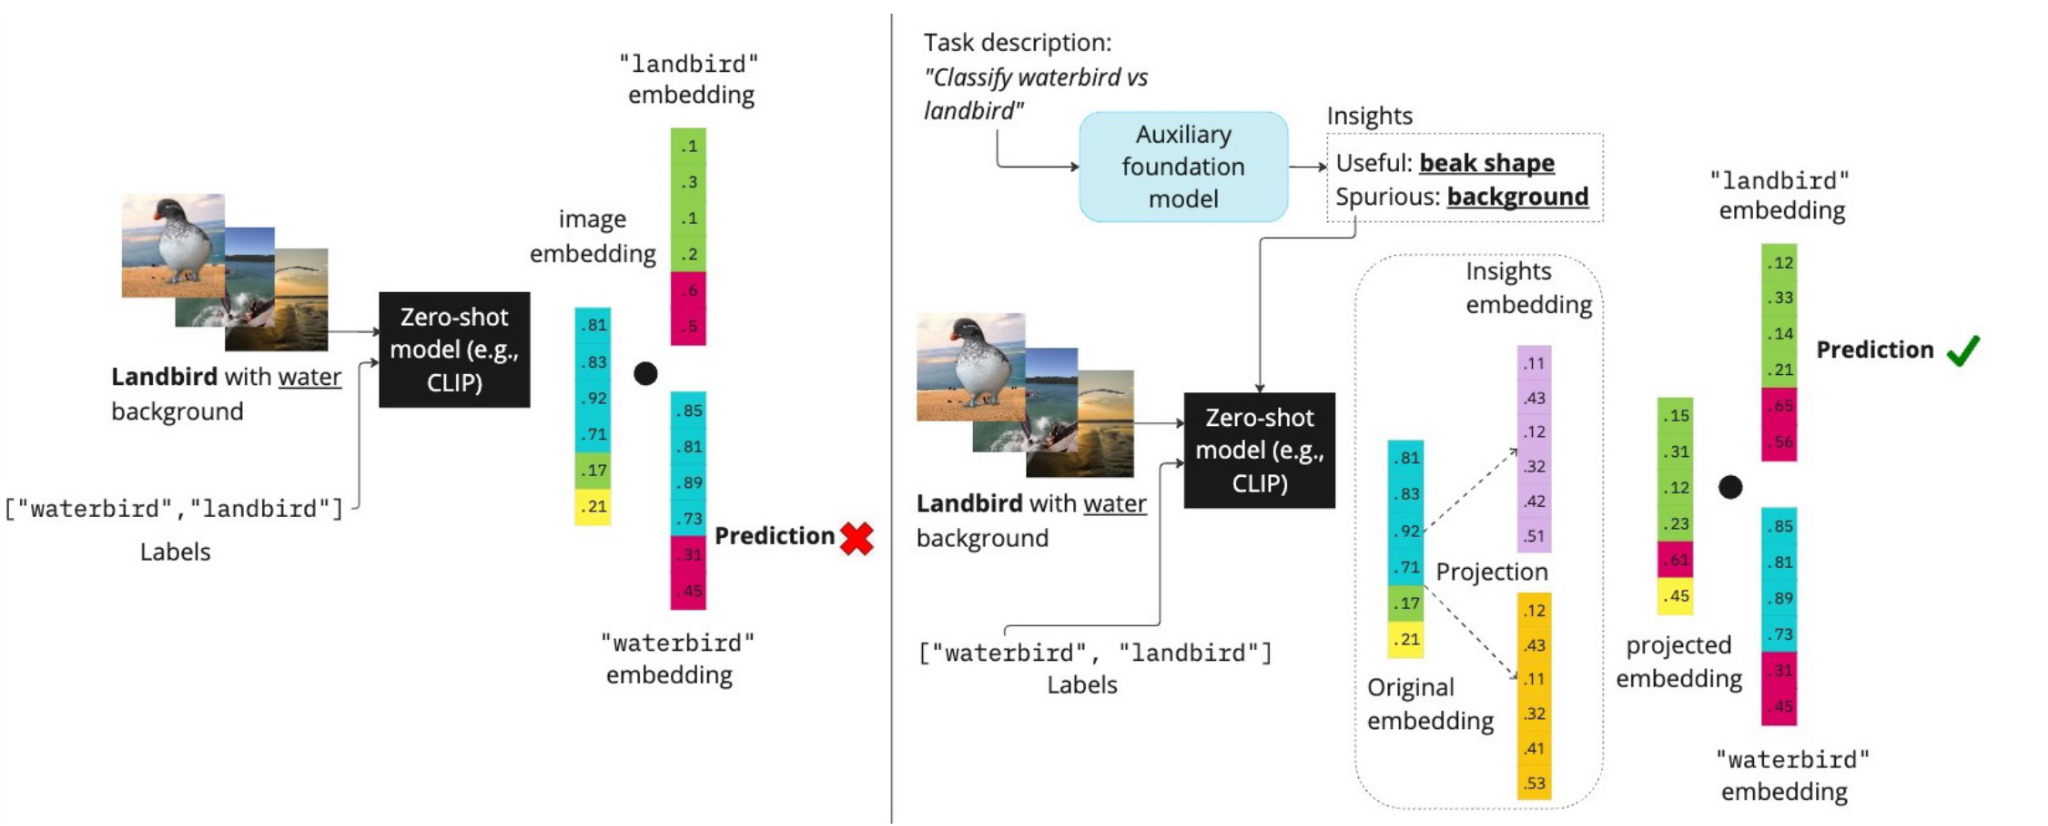 "landbird"
embedding
.1
.3
.1
.2
.6
.5
image
embedding
.81
.83
.92
.71
.17
.21
Zero-shot
model (e.g.,
CLIP)
Landbird with water
background
["waterbird","landbird"]
Labels
.85
.81
.89
.73
.31
.45
Prediction
"waterbird"
embedding
Task description:
"Classify waterbird vs
landbird"
Auxiliary
foundation
model
Insights
Useful: beak shape
Spurious: background
Landbird with water
background
["waterbird", "landbird"]
Labels
Zero-shot
model (e.g.,
CLIP)
Insights
embedding
.11
.43
.12
.32
.42
.51
.81
.83
.92
.71
.17
.21
Projection
.12
.43
.11
.32
.41
.53
Original
embedding
"landbird"
embedding
.12
.33
.14
.21
.65
.56
Prediction
.15
.31
.12
.23
.61
.45
projected
embedding
.85
.81
.89
.73
.31
.45
"waterbird"
embedding